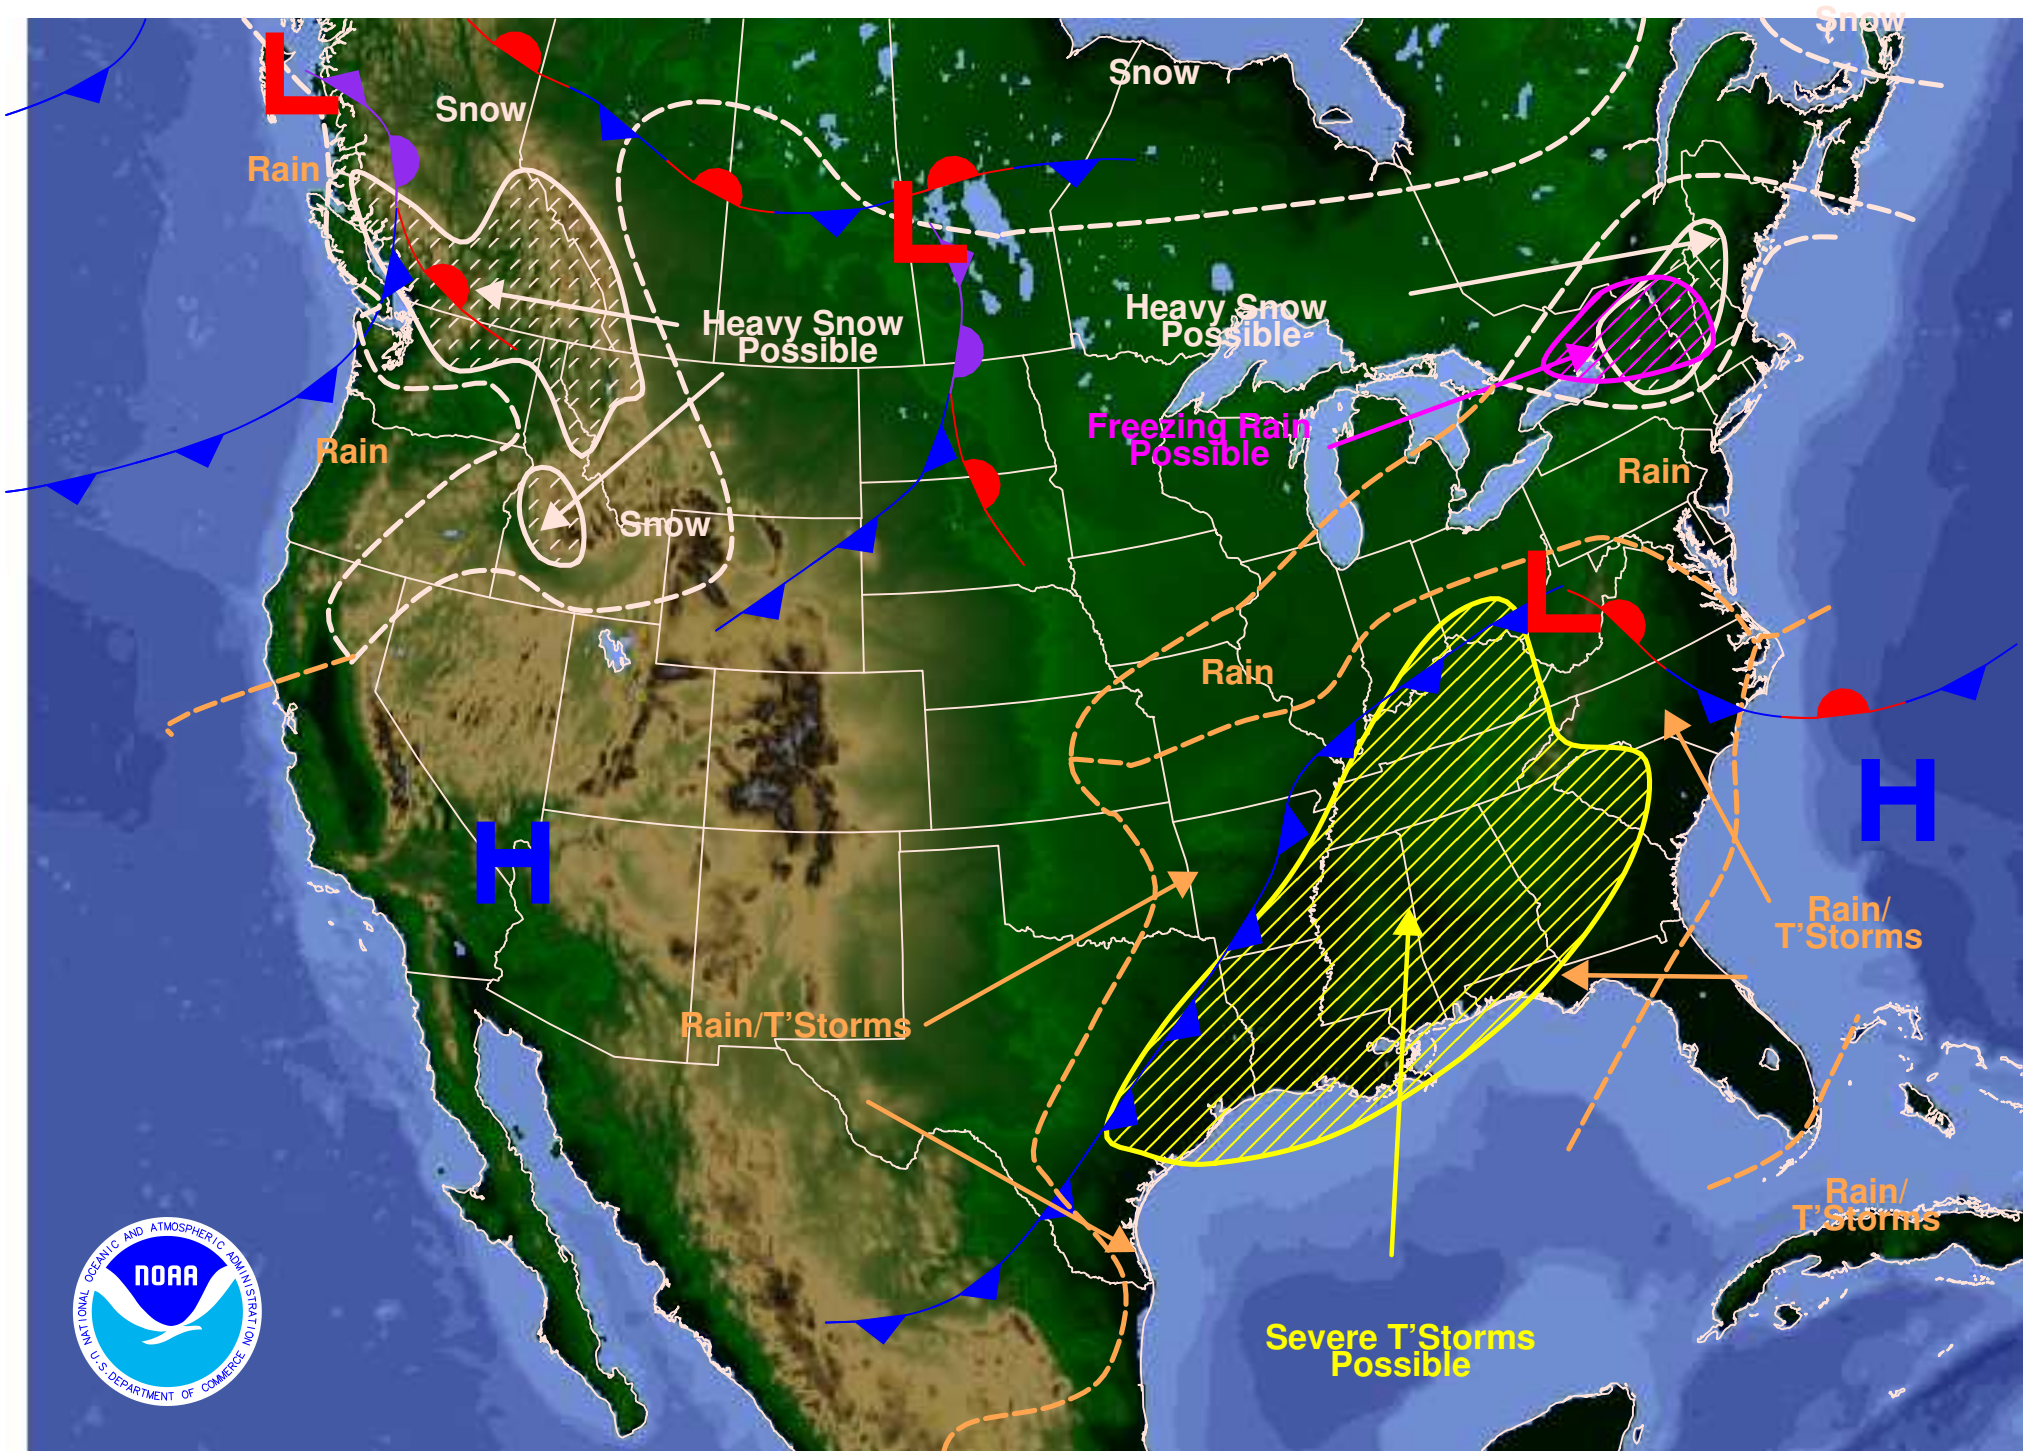 Snow
L
Snow
Snow
Rain
L
Heavy Snow
Possible
Heavy Snow
Possible
Freezing Rain
Possible
Rain
Rain
Snow
L
Rain
H
H
Rain/
T'Storms
Rain/T'Storms
Rain/
T'Storms
Severe T'Storms
Possible
NATIONAL OCEANIC AND ATMOSPHERIC ADMINISTRATION
NOAA
U.S. DEPARTMENT OF COMMERCE